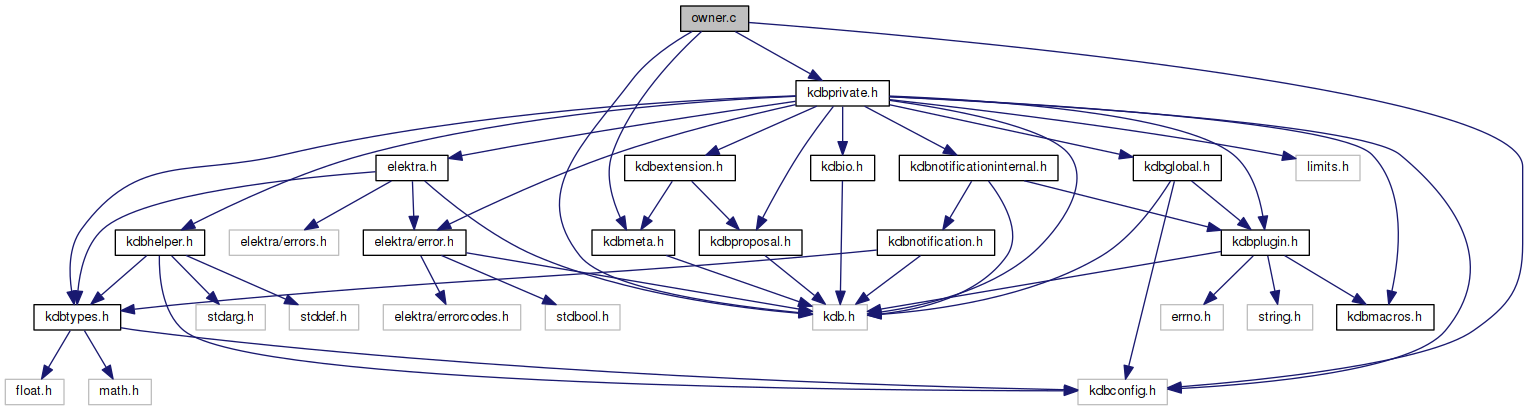 owner.c
kdbprivate.h
elektra.h
kdbextension.h
kdbio.h
kdbnotificationinternal.h
kdbglobal.h
limits.h
kdbhelper.h
elektra/errors.h
elektra/error.h
kdbmeta.h
kdbproposal.h
kdbnotification.h
kdbplugin.h
kdbtypes.h
stdarg.h
stddef.h
elektra/errorcodes.h
stdbool.h
kdb.h
errno.h
string.h
kdbmacros.h
float.h
math.h
kdbconfig.h